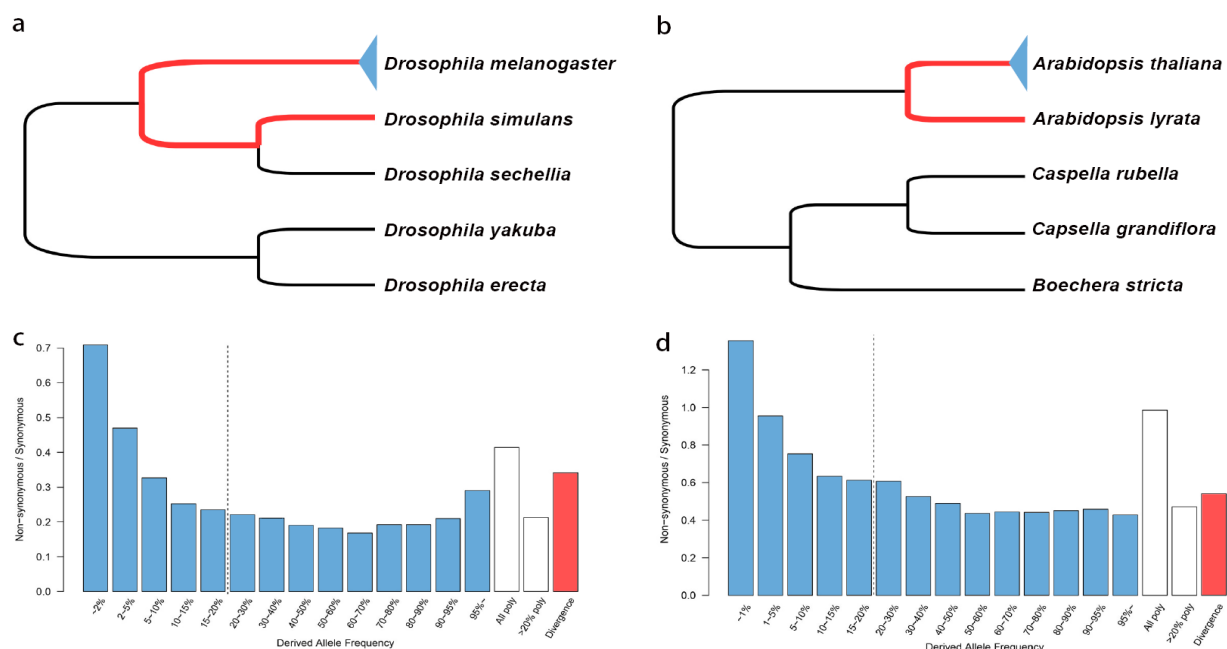 a
Drosophila melanogaster
Drosophila simulans
Drosophila sechellia
Drosophila yakuba
Drosophila erecta
b
Arabidopsis thaliana
Arabidopsis lyrata
Caspella rubella
Capsella grandiflora
Boechera stricta
c
Non-synonymous / Synonymous
0.7
0.6
0.5
0.4
0.3
0.2
0.1
0.0
~2%
2~5%
5~10%
10~15%
15~20%
20~30%
30~40%
40~50%
50~60%
60~70%
70~80%
80~90%
90~95%
95%~
All poly
>20% poly
Divergence
Derived Allele Frequency
d
Non-synonymous / Synonymous
1.2
1.0
0.8
0.6
0.4
0.2
0.0
~1%
1~5%
5~10%
10~15%
15~20%
20~30%
30~40%
40~50%
50~60%
60~70%
70~80%
80~90%
90~95%
95%~
All poly
>20% poly
Divergence
Derived Allele Frequency